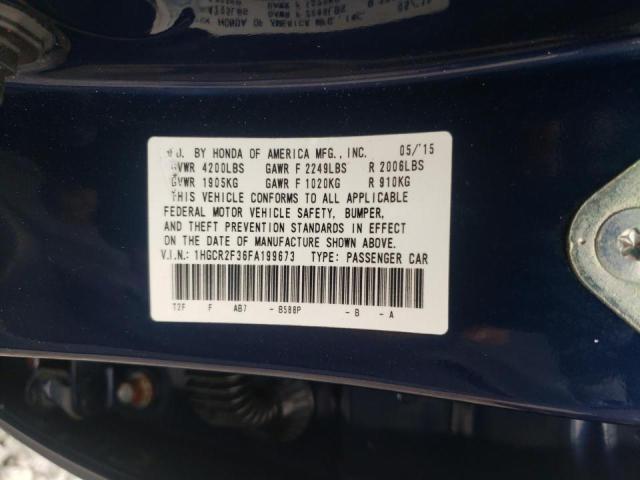 BY HONDA OF AMERICA MFG., INC. 05/'15
GVWR 4200LBS GAWR F 2249LBS R 2006LBS
GVWR 1905KG GAWR F 1020KG R 910KG
THIS VEHICLE CONFORMS TO ALL APPLICABLE
FEDERAL MOTOR VEHICLE SAFETY, BUMPER,
AND THEFT PREVENTION STANDARDS IN EFFECT
ON THE DATE OF MANUFACTURE SHOWN ABOVE.
V.I.N.: 1HGCR2F36FA199673 TYPE: PASSENGER CAR
T2F F AB7 - B588P - B - A